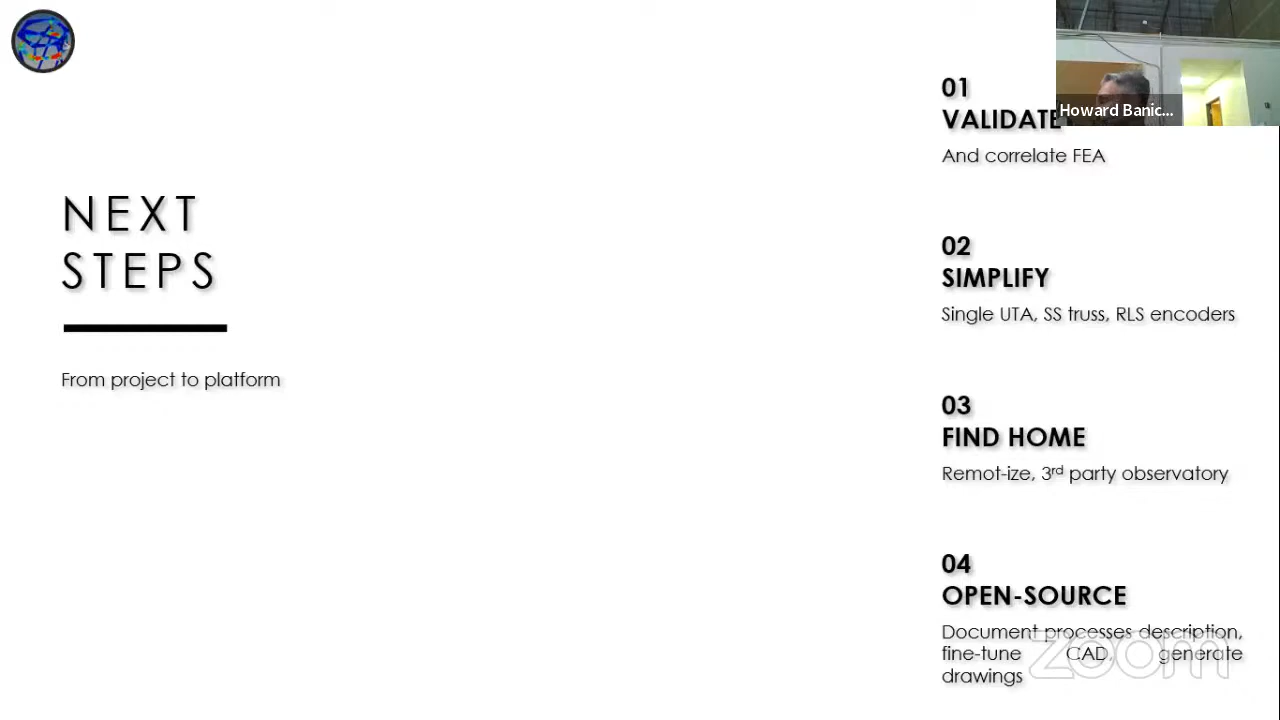 NEXT
STEPS
From project to platform
01
VALIDATE
And correlate FEA
02
SIMPLIFY
Single UTA, SS truss, RLS encoders
03
FIND HOME
Remot-ize, 3rd party observatory
04
OPEN-SOURCE
Document processes description,
fine-tune CAD, generate
drawings
Howard Banic...
zoom